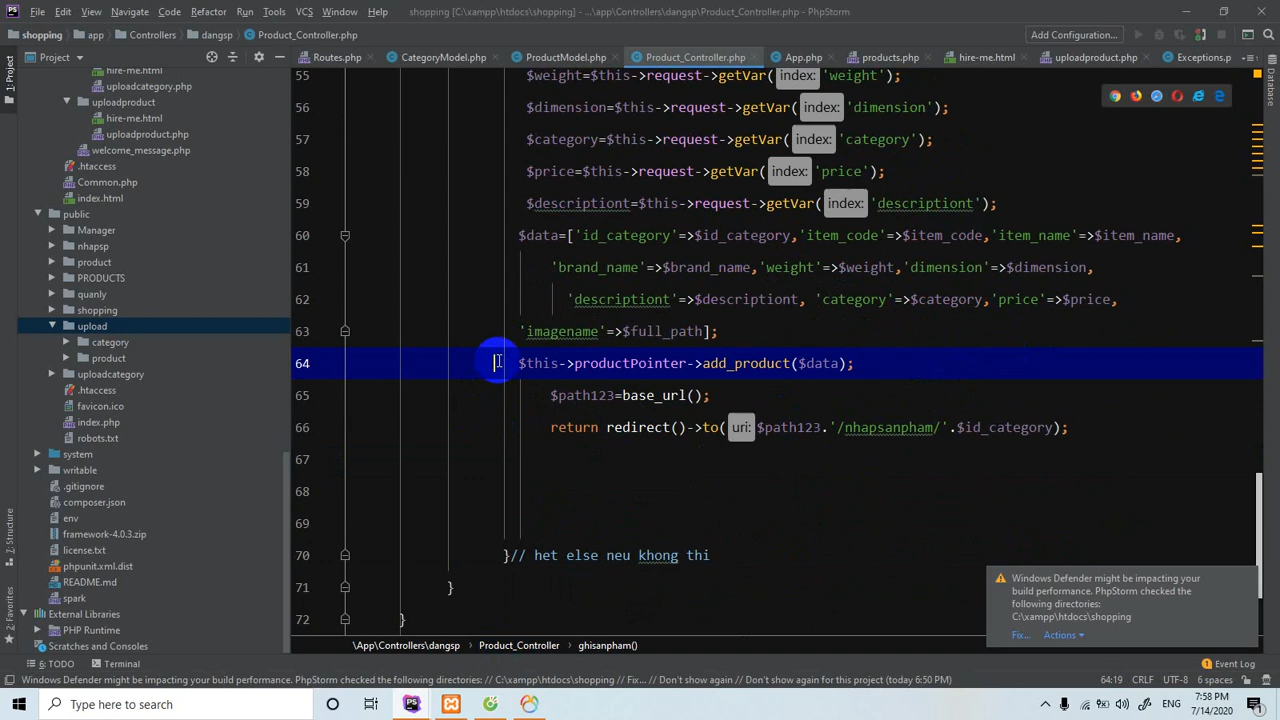 File Edit View Navigate Code Refactor Run Tools VCS Window Help shopping [C:\xampp\htdocs\shopping] - ...\app\Controllers\dangsp\Product_Controller.php - PhpStorm
shopping app Controllers dangsp Product_Controller.php Add Configuration...
Project Routes.php CategoryModel.php ProductModel.php Product_Controller.php App.php products.php hire-me.html uploadproduct.php Exceptions.p
1: Project
Database
7: Structure
2: Favorites
hire-me.html
uploadcategory.php
uploadproduct
hire-me.html
uploadproduct.php
welcome_message.php
.htaccess
Common.php
index.html
public
Manager
nhapsp
product
PRODUCTS
quanly
shopping
upload
category
product
uploadcategory
.htaccess
favicon.ico
index.php
robots.txt
system
writable
.gitignore
composer.json
env
framework-4.0.3.zip
license.txt
phpunit.xml.dist
README.md
spark
External Libraries
PHP Runtime
Scratches and Consoles
55 $weight=$this->request->getVar( index: 'weight');
56 $dimension=$this->request->getVar( index: 'dimension');
57 $category=$this->request->getVar( index: 'category');
58 $price=$this->request->getVar( index: 'price');
59 $descriptiont=$this->request->getVar( index: 'descriptiont');
60 $data=['id_category'=>$id_category,'item_code'=>$item_code,'item_name'=>$item_name,
61 'brand_name'=>$brand_name,'weight'=>$weight,'dimension'=>$dimension,
62 'descriptiont'=>$descriptiont, 'category'=>$category,'price'=>$price,
63 'imagename'=>$full_path];
64 $this->productPointer->add_product($data);
65 $path123=base_url();
66 return redirect()->to( uri: $path123.'/nhapsanpham/'.$id_category);
67
68
69
70 }// het else neu khong thi
71 }
72 }
Windows Defender might be impacting your
build performance. PhpStorm checked the
following directories:
C:\xampp\htdocs\shopping
Fix... Actions
\App\Controllers\dangsp Product_Controller ghisanpham()
6: TODO Terminal 1 Event Log
Windows Defender might be impacting your build performance. PhpStorm checked the following directories: // C:\xampp\htdocs\shopping // Fix... // Don't show again // Don't show again (today 6:50 PM) 64:19 CRLF UTF-8 6 spaces
Type here to search
7:58 PM
7/14/2020